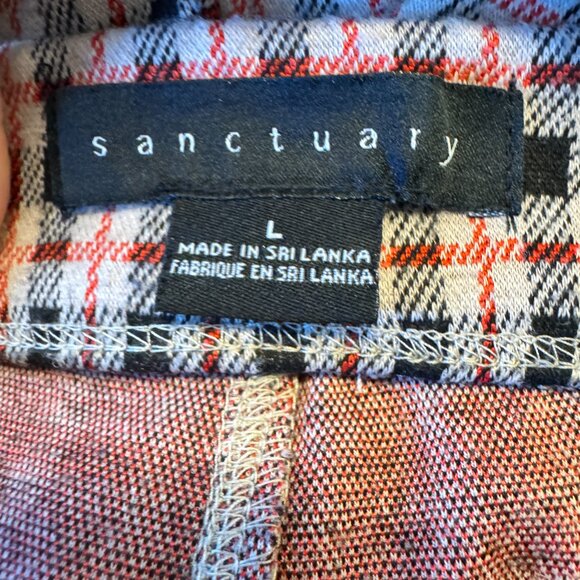 sanctuary
L
MADE IN SRI LANKA
FABRIQUE EN SRI LANKA